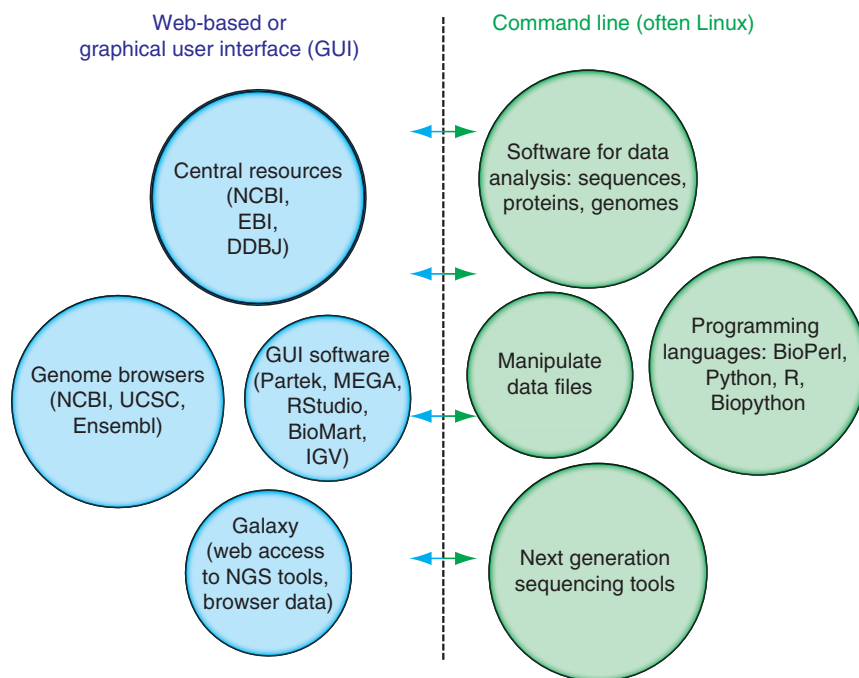 Web-based or
graphical user interface (GUI)
Command line (often Linux)
Central resources
(NCBI,
EBI,
DDBJ)
Software for data
analysis: sequences,
proteins, genomes
Genome browsers
(NCBI, UCSC,
Ensembl)
GUI software
(Partek, MEGA,
RStudio,
BioMart,
IGV)
Manipulate
data files
Programming
languages: BioPerl,
Python, R,
Biopython
Galaxy
(web access
to NGS tools,
browser data)
Next generation
sequencing tools